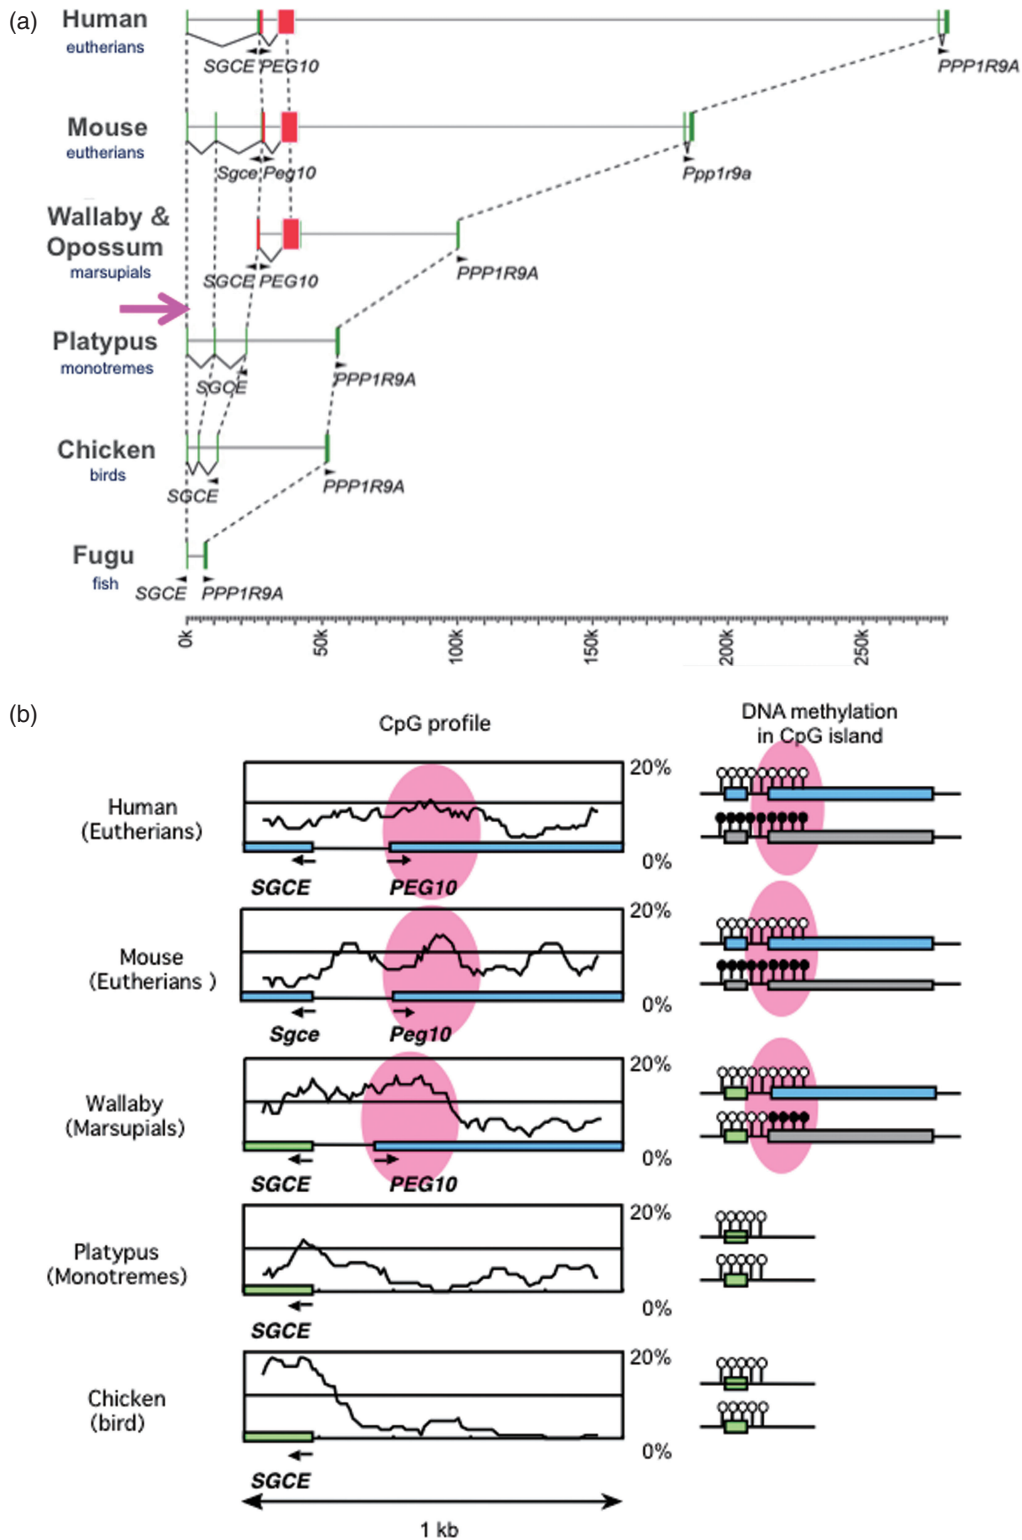 (a)
Human
eutherians
SGCE PEG10
PPP1R9A
Mouse
eutherians
Sgce Peg10
Ppp1r9a
Wallaby &
Opossum
marsupials
SGCE PEG10
PPP1R9A
Platypus
monotremes
SGCE
PPP1R9A
Chicken
birds
SGCE
PPP1R9A
Fugu
fish
SGCE PPP1R9A
0k 50k 100k 150k 200k 250k
(b)
CpG profile
DNA methylation
in CpG island
20%
Human
(Eutherians)
0%
SGCE PEG10
20%
Mouse
(Eutherians )
0%
Sgce Peg10
20%
Wallaby
(Marsupials)
0%
SGCE PEG10
20%
Platypus
(Monotremes)
0%
SGCE
20%
Chicken
(bird)
0%
SGCE
1 kb